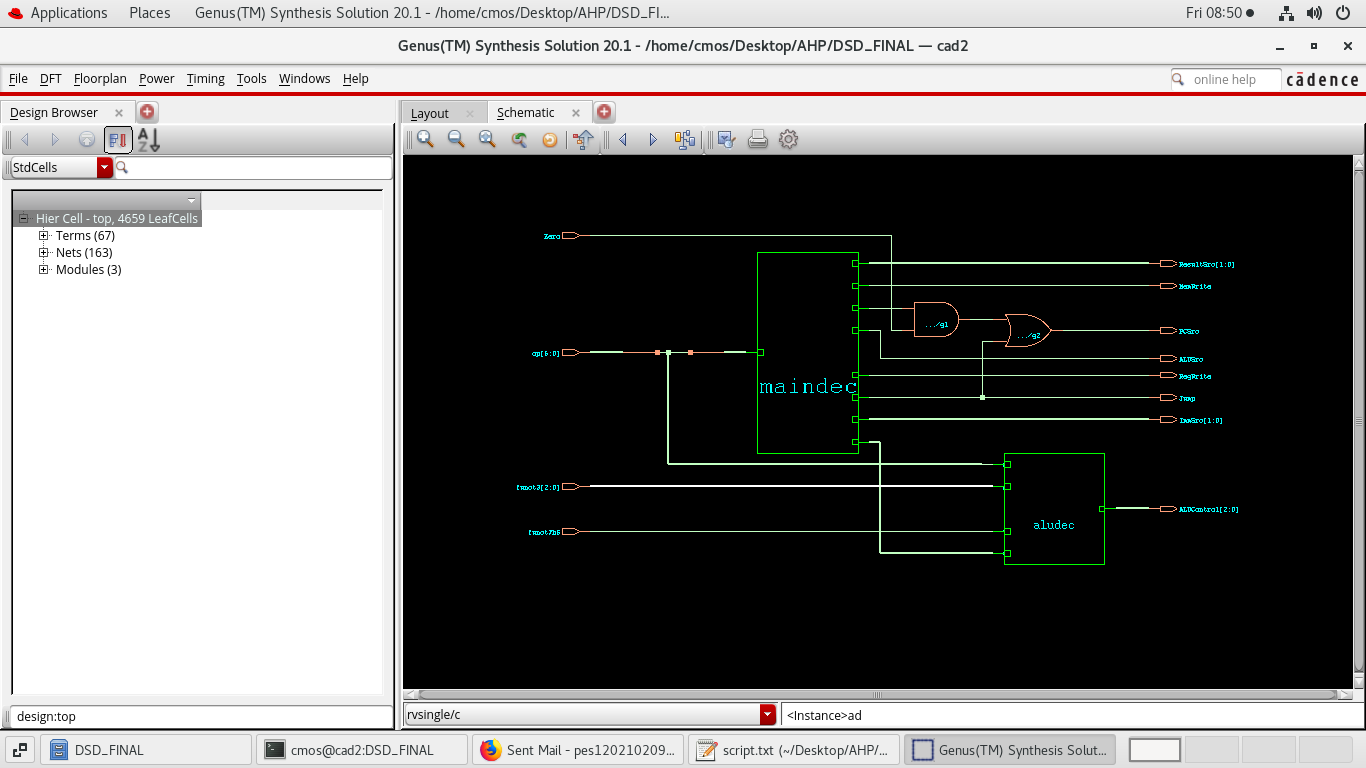 Applications Places Genus(TM) Synthesis Solution 20.1 - /home/cmos/Desktop/AHP/DSD_FI... Fri 08:50
Genus(TM) Synthesis Solution 20.1 - /home/cmos/Desktop/AHP/DSD_FINAL — cad2
File DFT Floorplan Power Timing Tools Windows Help online help cādence
Design Browser Layout Schematic
StdCells
Hier Cell - top, 4659 LeafCells
Terms (67)
Nets (163)
Modules (3)
Zero
ResultSrc[1:0]
MemWrite
.../g1
.../g2
PCSrc
op[6:0]
ALUSrc
RegWrite
maindec
Jump
ImmSrc[1:0]
funct3[2:0]
ALUControl[2:0]
aludec
funct7b5
design:top
rvsingle/c <Instance>ad
DSD_FINAL cmos@cad2:DSD_FINAL Sent Mail - pes120210209... script.txt (~/Desktop/AHP/... Genus(TM) Synthesis Solut...